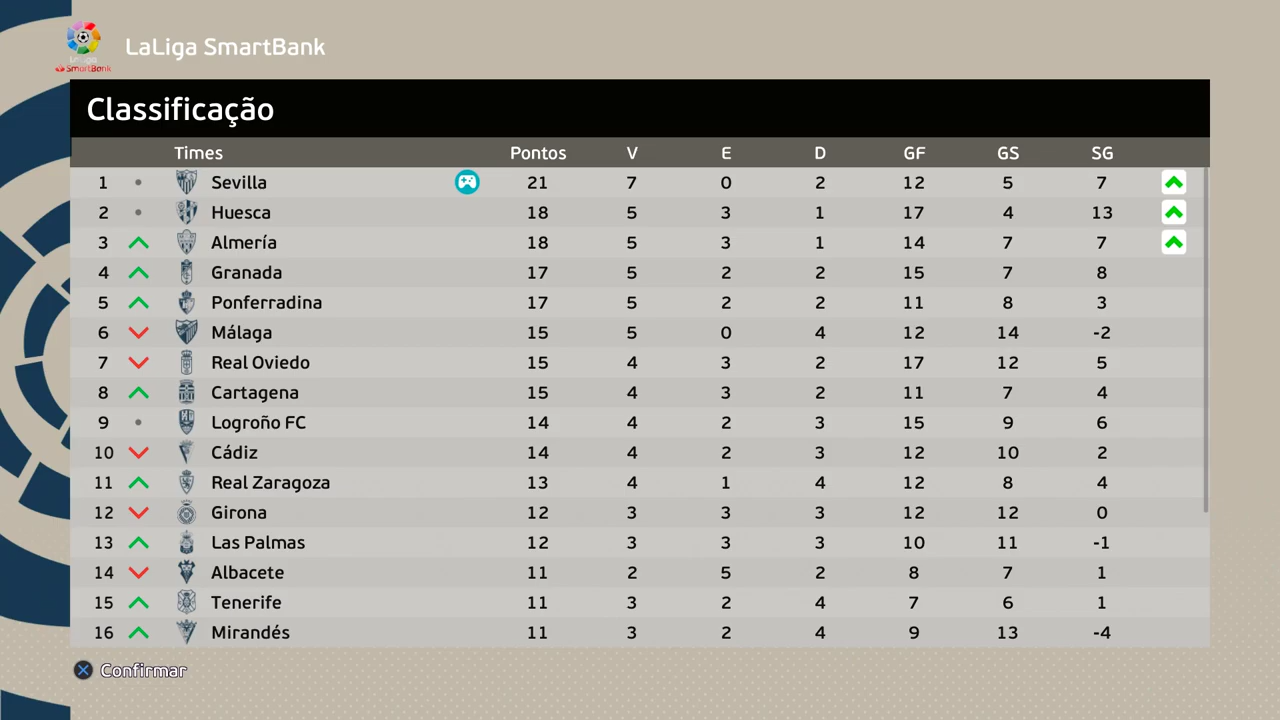 LaLiga SmartBank
LaLiga
SmartBank
Classificação
Times Pontos V E D GF GS SG
1 Sevilla 21 7 0 2 12 5 7
2 Huesca 18 5 3 1 17 4 13
3 Almería 18 5 3 1 14 7 7
4 Granada 17 5 2 2 15 7 8
5 Ponferradina 17 5 2 2 11 8 3
6 Málaga 15 5 0 4 12 14 -2
7 Real Oviedo 15 4 3 2 17 12 5
8 Cartagena 15 4 3 2 11 7 4
9 Logroño FC 14 4 2 3 15 9 6
10 Cádiz 14 4 2 3 12 10 2
11 Real Zaragoza 13 4 1 4 12 8 4
12 Girona 12 3 3 3 12 12 0
13 Las Palmas 12 3 3 3 10 11 -1
14 Albacete 11 2 5 2 8 7 1
15 Tenerife 11 3 2 4 7 6 1
16 Mirandés 11 3 2 4 9 13 -4
Confirmar